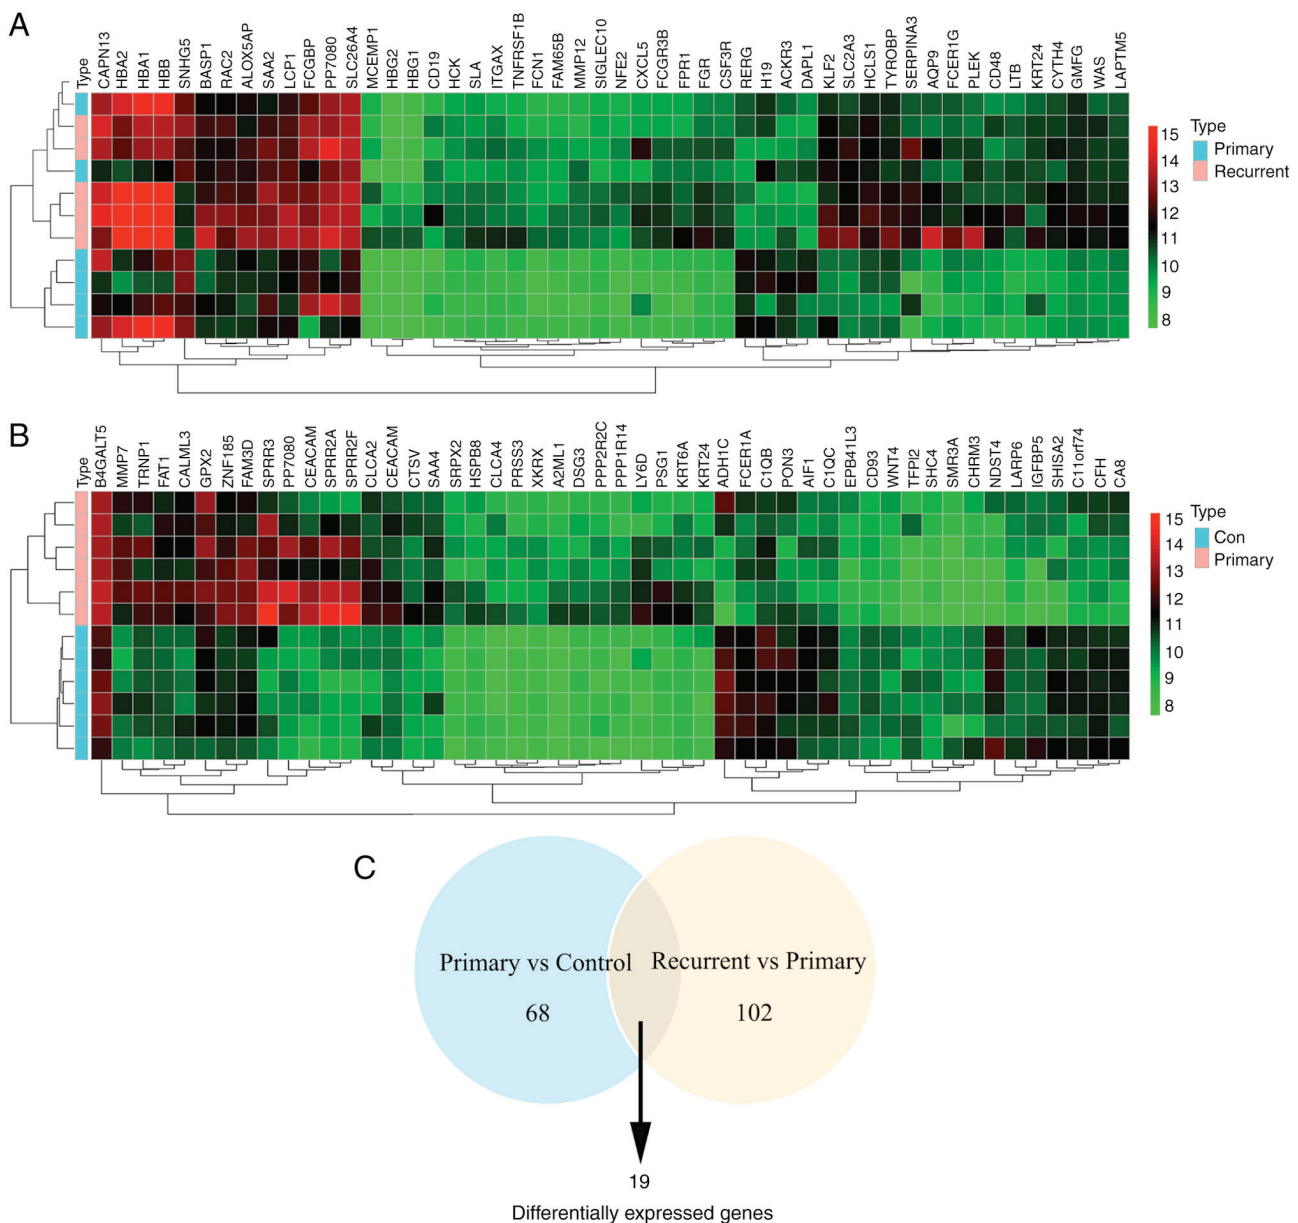 A
Type
CAPN13
HBA2
HBA1
HBB
SNHG5
BASP1
RAC2
ALOX5AP
SAA2
LCP1
FCGBP
PP7080
SLC26A4
MCEMP1
HBG2
HBG1
CD19
HCK
SLA
ITGAX
TNFRSF1B
FCN1
FAM65B
MMP12
SIGLEC10
NFE2
CXCL5
FCGR3B
FPR1
FGR
CSF3R
RERG
H19
ACKR3
DAPL1
KLF2
SLC2A3
HCLS1
TYROBP
SERPINA3
AQP9
FCER1G
PLEK
CD48
LTB
KRT24
CYTH4
GMFG
WAS
LAPTM5
15
14
13
12
11
10
9
8
Type
Primary
Recurrent
B
Type
B4GALT5
MMP7
TRNP1
FAT1
CALML3
GPX2
ZNF185
FAM3D
SPRR3
PP7080
CEACAM
SPRR2A
SPRR2F
CLCA2
CEACAM
CTSV
SAA4
SRPX2
HSPB8
CLCA4
PRSS3
XKRX
A2ML1
DSG3
PPP2R2C
PPP1R14
LY6D
PSG1
KRT6A
KRT24
ADH1C
FCER1A
C1QB
PON3
AIF1
C1QC
EPB41L3
CD93
WNT4
TFPI2
SHC4
SMR3A
CHRM3
NDST4
LARP6
IGFBP5
SHISA2
C11orf74
CFH
CA8
15
14
13
12
11
10
9
8
Type
Con
Primary
C
Primary vs Control
68
Recurrent vs Primary
102
19
Differentially expressed genes